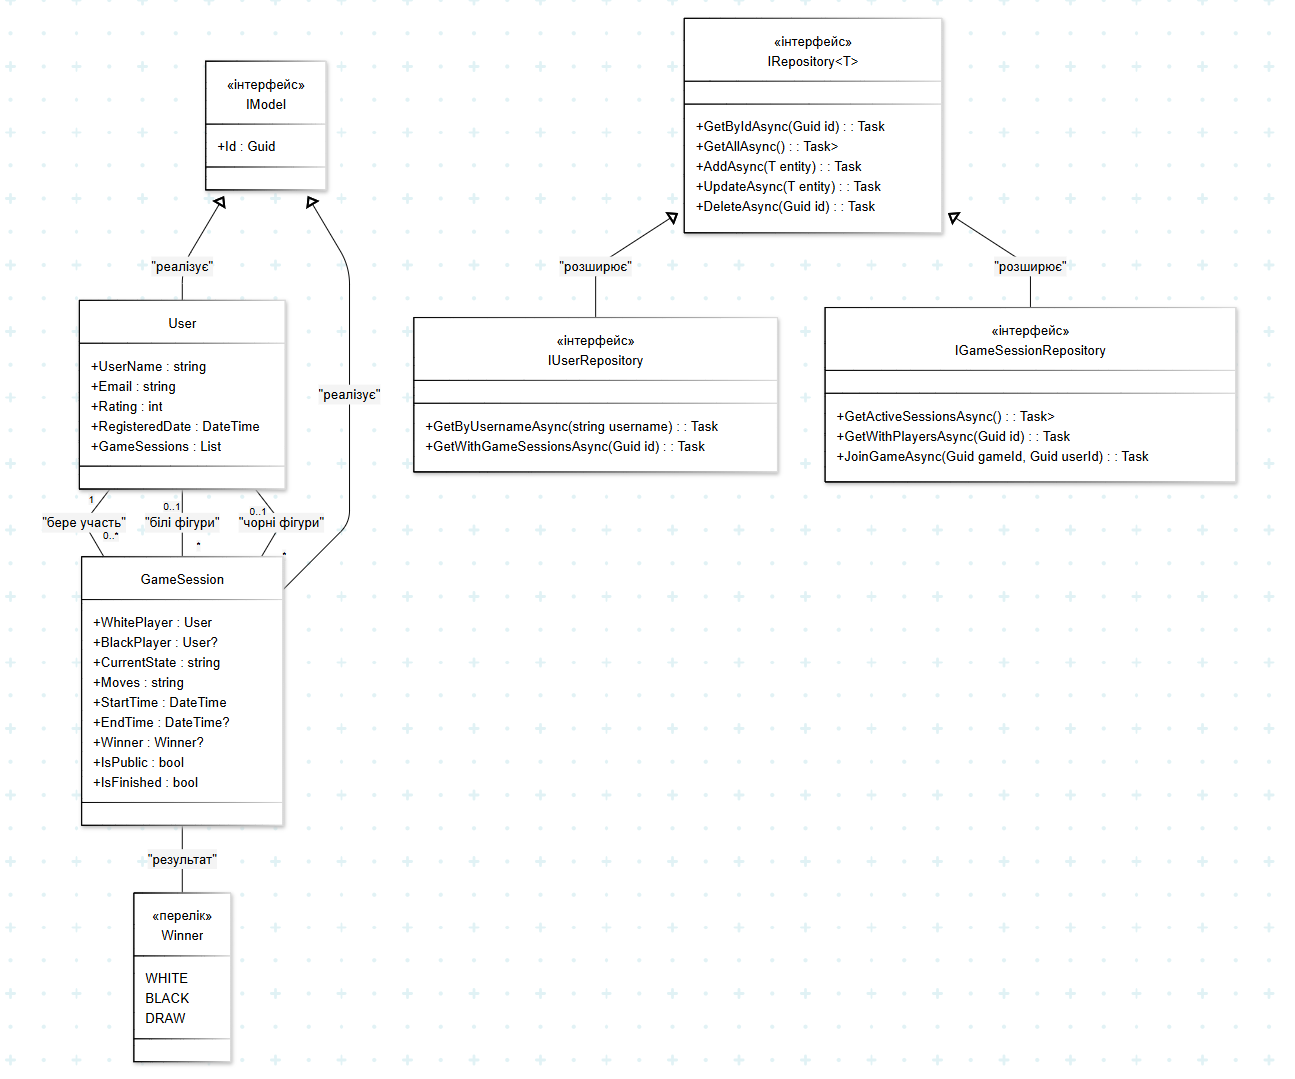 «інтерфейс»
IModel
+Id : Guid
"реалізує"
"реалізує"
User
+UserName : string
+Email : string
+Rating : int
+RegisteredDate : DateTime
+GameSessions : List
1
"бере участь"
0..*
0..1
"білі фігури"
*
0..1
"чорні фігури"
*
GameSession
+WhitePlayer : User
+BlackPlayer : User?
+CurrentState : string
+Moves : string
+StartTime : DateTime
+EndTime : DateTime?
+Winner : Winner?
+IsPublic : bool
+IsFinished : bool
"результат"
«перелік»
Winner
WHITE
BLACK
DRAW
«інтерфейс»
IRepository<T>
+GetByIdAsync(Guid id) : : Task
+GetAllAsync() : : Task>
+AddAsync(T entity) : : Task
+UpdateAsync(T entity) : : Task
+DeleteAsync(Guid id) : : Task
"розширює"
"розширює"
«інтерфейс»
IUserRepository
+GetByUsernameAsync(string username) : : Task
+GetWithGameSessionsAsync(Guid id) : : Task
«інтерфейс»
IGameSessionRepository
+GetActiveSessionsAsync() : : Task>
+GetWithPlayersAsync(Guid id) : : Task
+JoinGameAsync(Guid gameId, Guid userId) : : Task